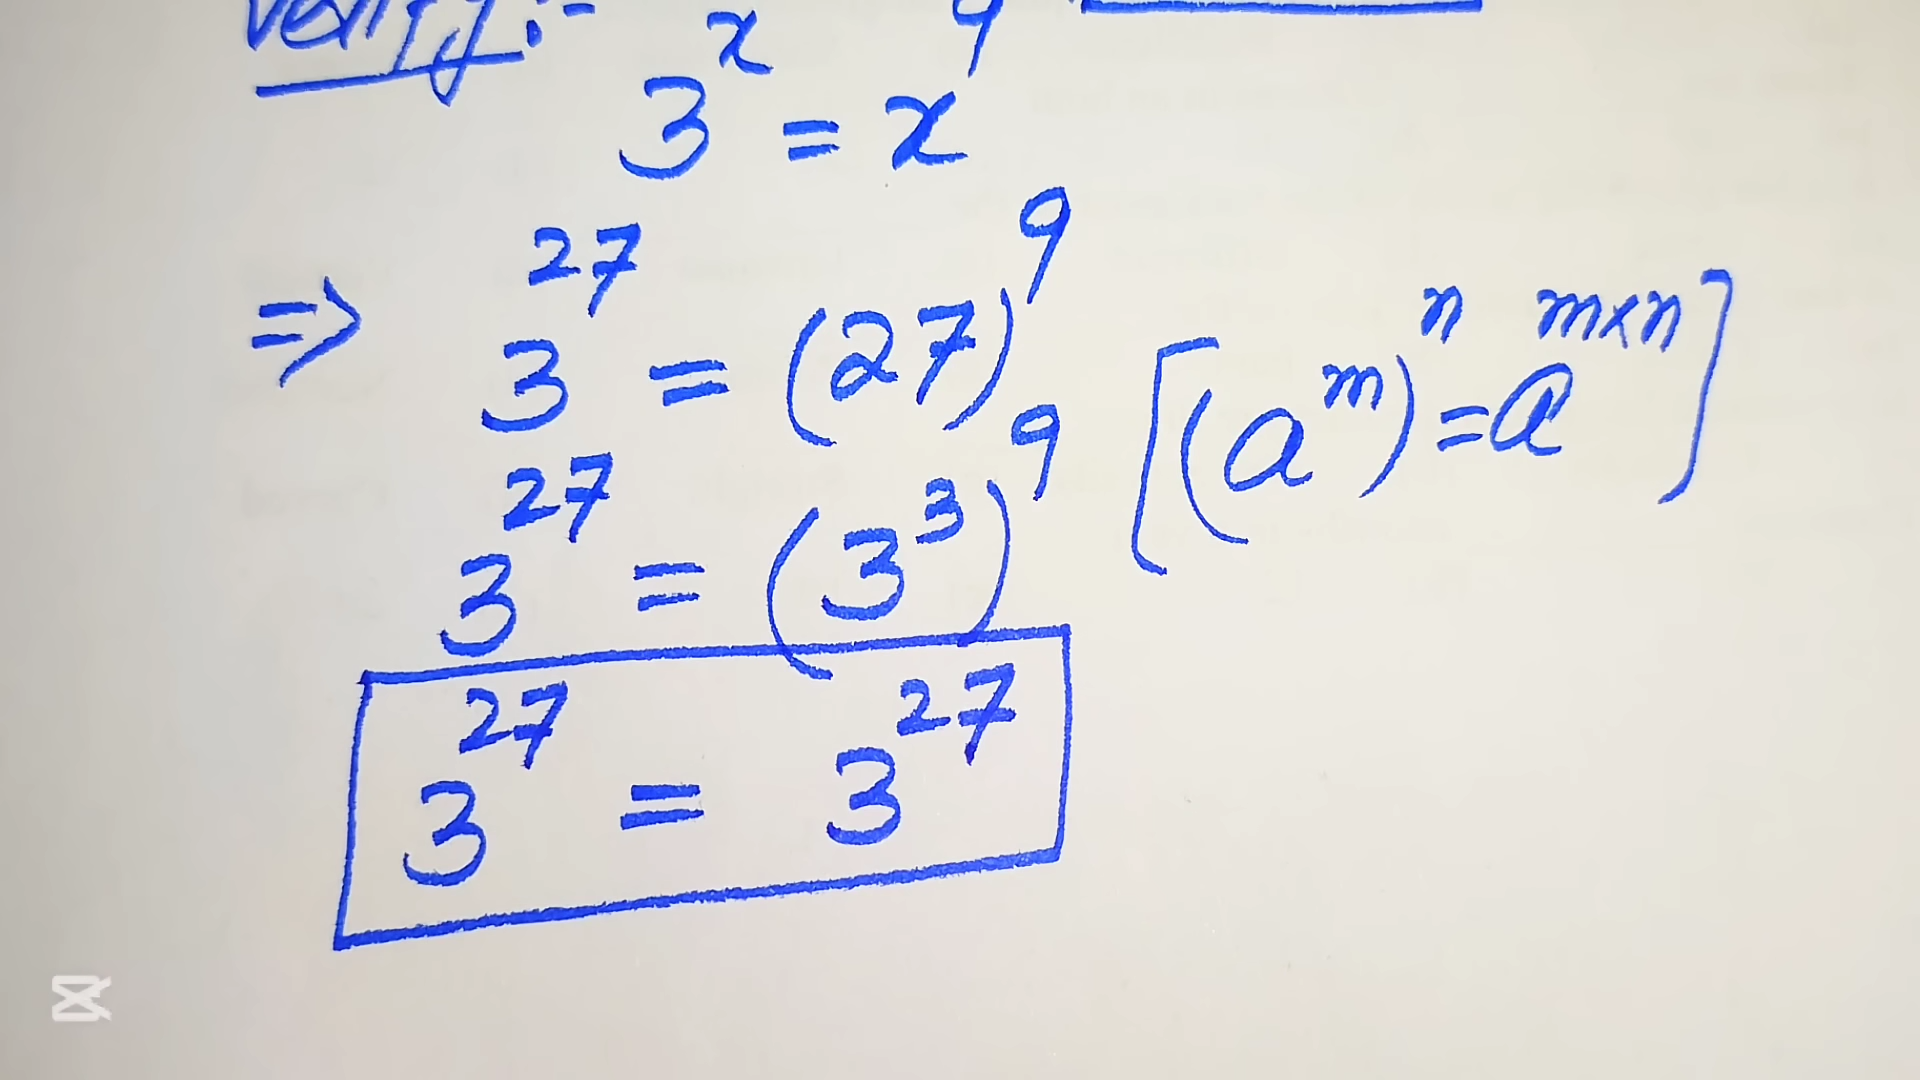 Verify:-
3^x = x^9
⇒ 3^27 = (27)^9
[(a^m)^n = a^m×n]
3^27 = (3^3)^9
3^27 = 3^27